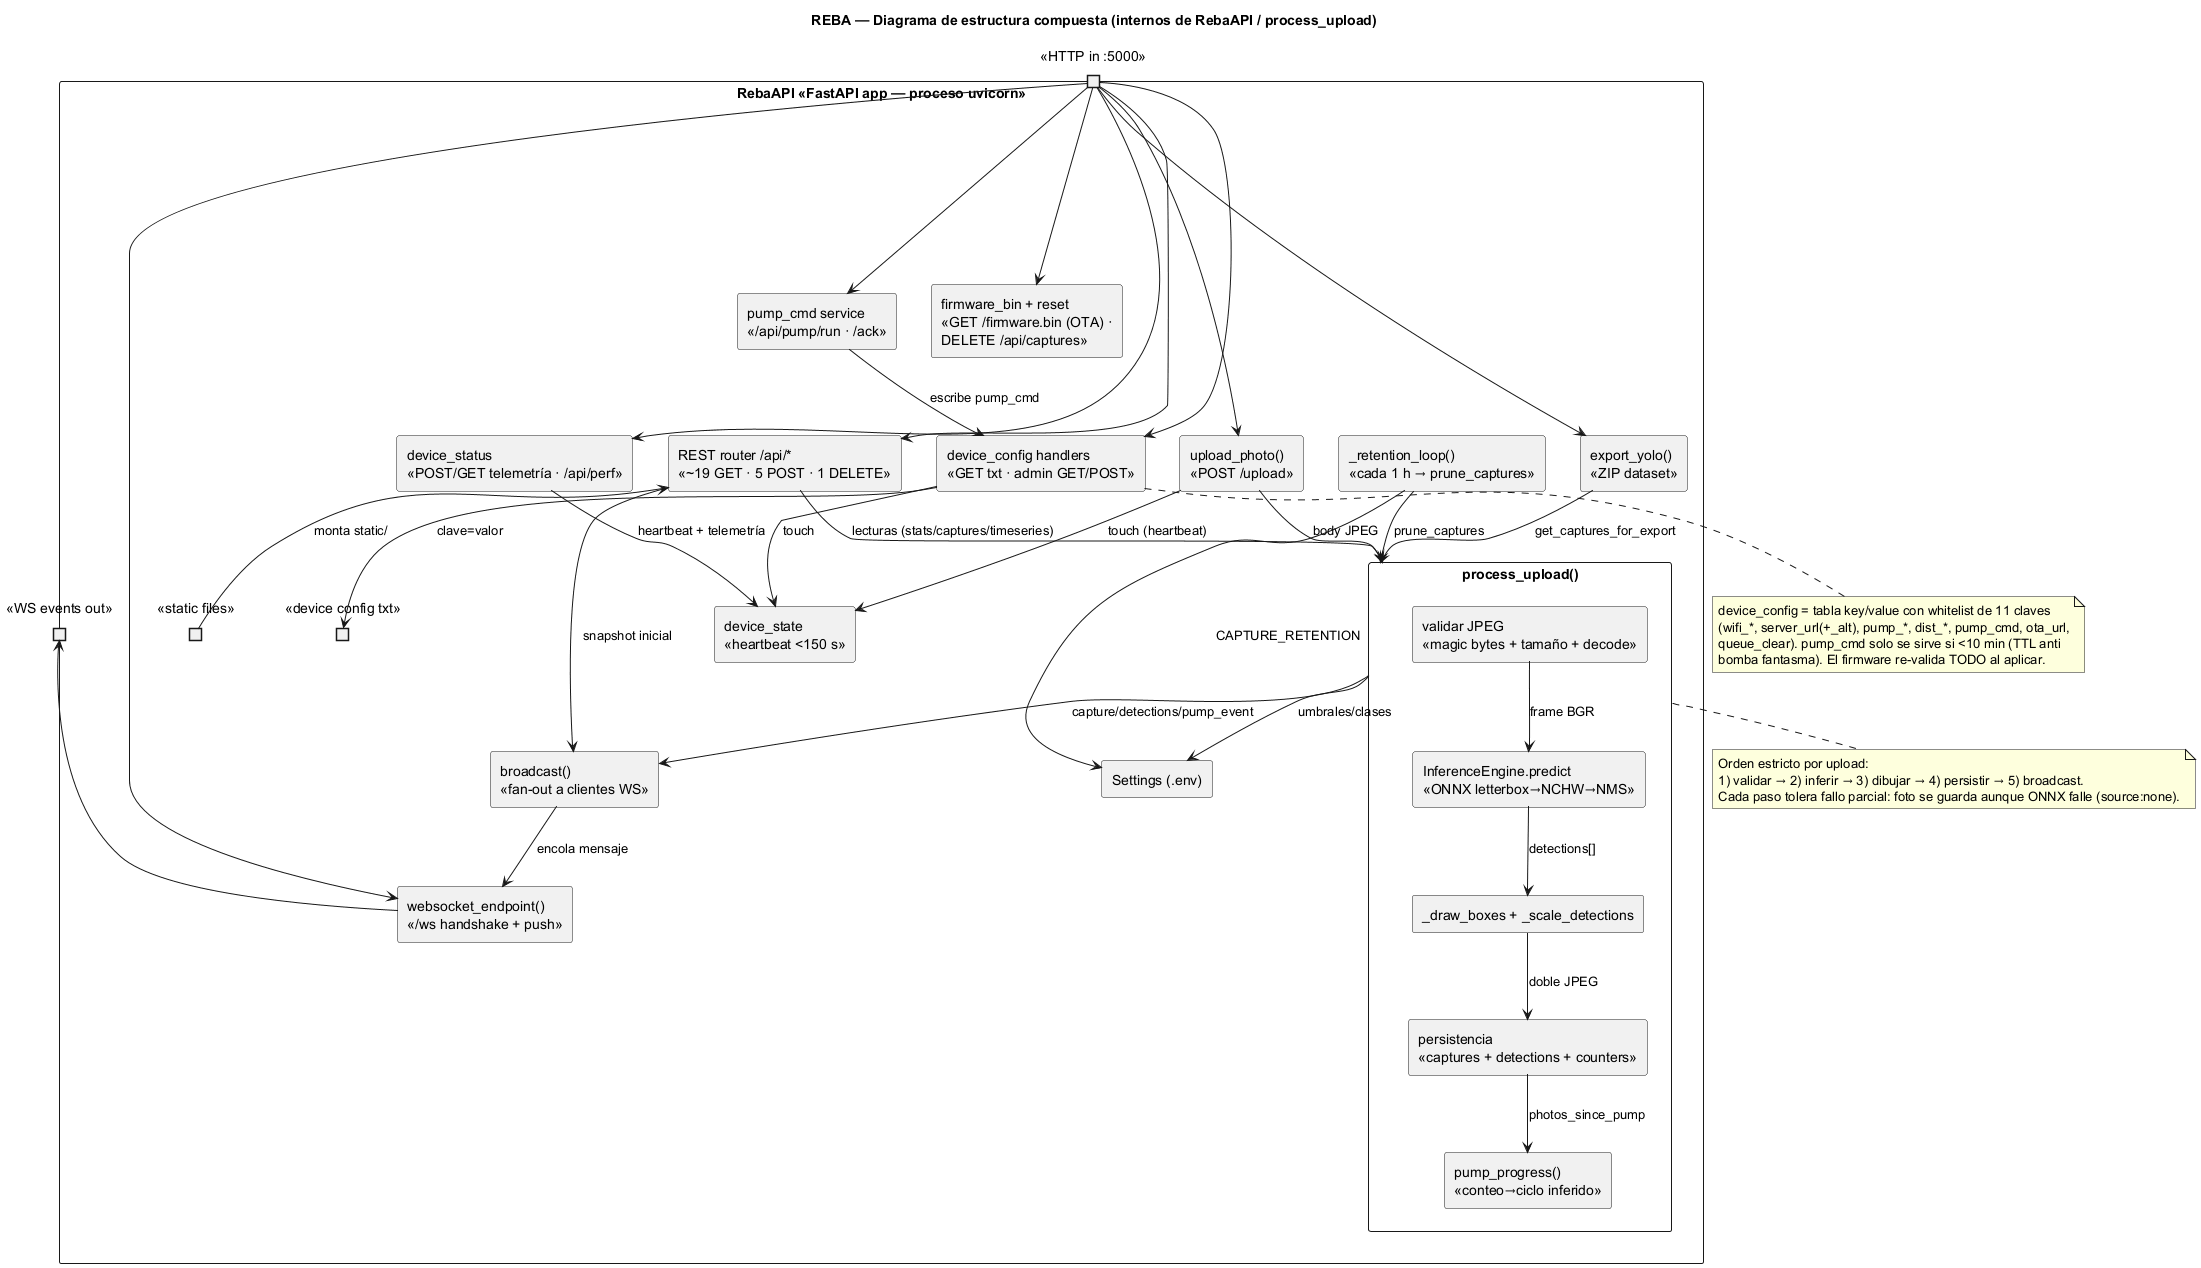 REBA — Diagrama de estructura compuesta (internos de RebaAPI / process_upload)
«HTTP in :5000»
RebaAPI «FastAPI app — proceso uvicorn»
pump_cmd service
«/api/pump/run · /ack»
firmware_bin + reset
«GET /firmware.bin (OTA) ·
DELETE /api/captures»
escribe pump_cmd
device_status
«POST/GET telemetría · /api/perf»
REST router /api/*
«~19 GET · 5 POST · 1 DELETE»
device_config handlers
«GET txt · admin GET/POST»
upload_photo()
«POST /upload»
_retention_loop()
«cada 1 h → prune_captures»
export_yolo()
«ZIP dataset»
monta static/
clave=valor
heartbeat + telemetría
touch
lecturas (stats/captures/timeseries)
touch (heartbeat)
body JPEG
prune_captures
get_captures_for_export
«WS events out»
«static files»
«device config txt»
snapshot inicial
device_state
«heartbeat <150 s»
CAPTURE_RETENTION
process_upload()
validar JPEG
«magic bytes + tamaño + decode»
device_config = tabla key/value con whitelist de 11 claves
(wifi_*, server_url(+_alt), pump_*, dist_*, pump_cmd, ota_url,
queue_clear). pump_cmd solo se sirve si <10 min (TTL anti
bomba fantasma). El firmware re-valida TODO al aplicar.
capture/detections/pump_event
umbrales/clases
frame BGR
broadcast()
«fan-out a clientes WS»
Settings (.env)
InferenceEngine.predict
«ONNX letterbox→NCHW→NMS»
Orden estricto por upload:
1) validar → 2) inferir → 3) dibujar → 4) persistir → 5) broadcast.
Cada paso tolera fallo parcial: foto se guarda aunque ONNX falle (source:none).
encola mensaje
detections[]
websocket_endpoint()
«/ws handshake + push»
_draw_boxes + _scale_detections
doble JPEG
persistencia
«captures + detections + counters»
photos_since_pump
pump_progress()
«conteo→ciclo inferido»